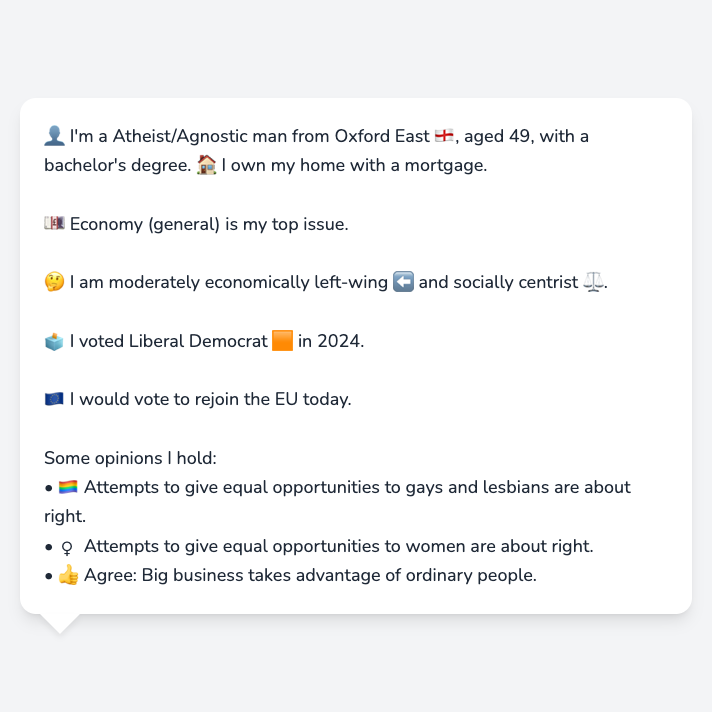 👤 I'm a Atheist/Agnostic man from Oxford East 🏴󠁧󠁢󠁥󠁮󠁧󠁿, aged 49, with a
bachelor's degree. 🏠 I own my home with a mortgage.
💷 Economy (general) is my top issue.
🤔 I am moderately economically left-wing ⬅️ and socially centrist ⚖️.
🗳️ I voted Liberal Democrat 🟧 in 2024.
🇪🇺 I would vote to rejoin the EU today.
Some opinions I hold:
• 🏳️‍🌈 Attempts to give equal opportunities to gays and lesbians are about
right.
• ♀ Attempts to give equal opportunities to women are about right.
• 👍 Agree: Big business takes advantage of ordinary people.